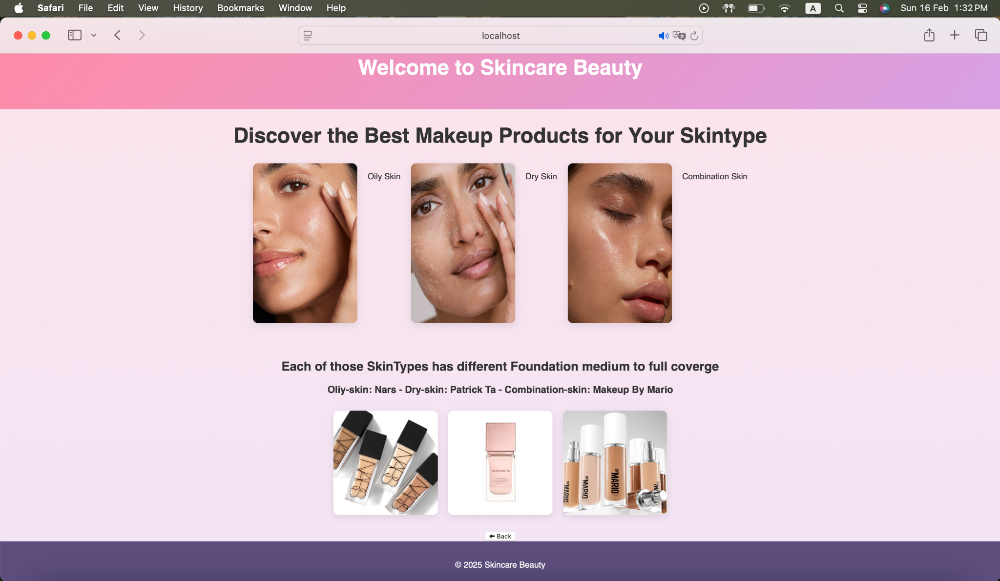 Safari File Edit View History Bookmarks Window Help A Sun 16 Feb 1:32 PM
localhost
Welcome to Skincare Beauty
Discover the Best Makeup Products for Your Skintype
Oily Skin
Dry Skin
Combination Skin
Each of those SkinTypes has different Foundation medium to full coverge
Oliy-skin: Nars - Dry-skin: Patrick Ta - Combination-skin: Makeup By Mario
NARS
NARS
NARS
NARS
PATRICK TA
BY MARIO
BY MARIO
BY MARIO
Back
© 2025 Skincare Beauty